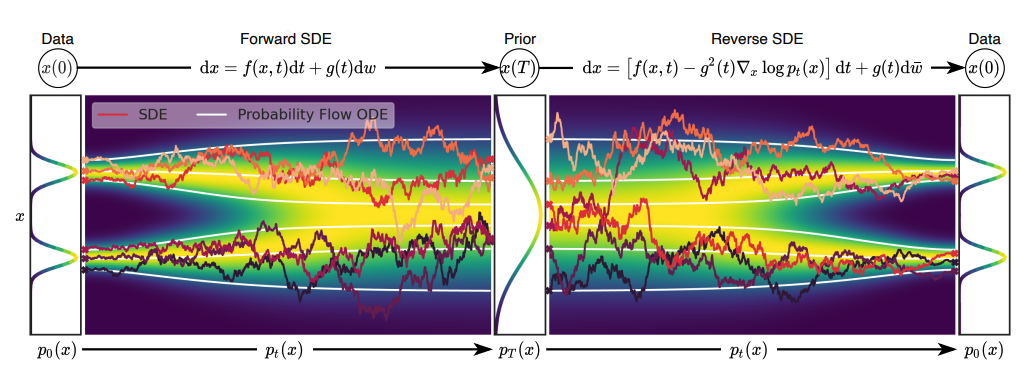 Data Forward SDE Prior Reverse SDE Data
x(0) dx = f(x, t)dt + g(t)dw x(T) dx = [f(x, t) − g²(t)∇ₓ log pₜ(x)] dt + g(t)dw̄ x(0)
SDE Probability Flow ODE
x
p₀(x) pₜ(x) p_T(x) pₜ(x) p₀(x)